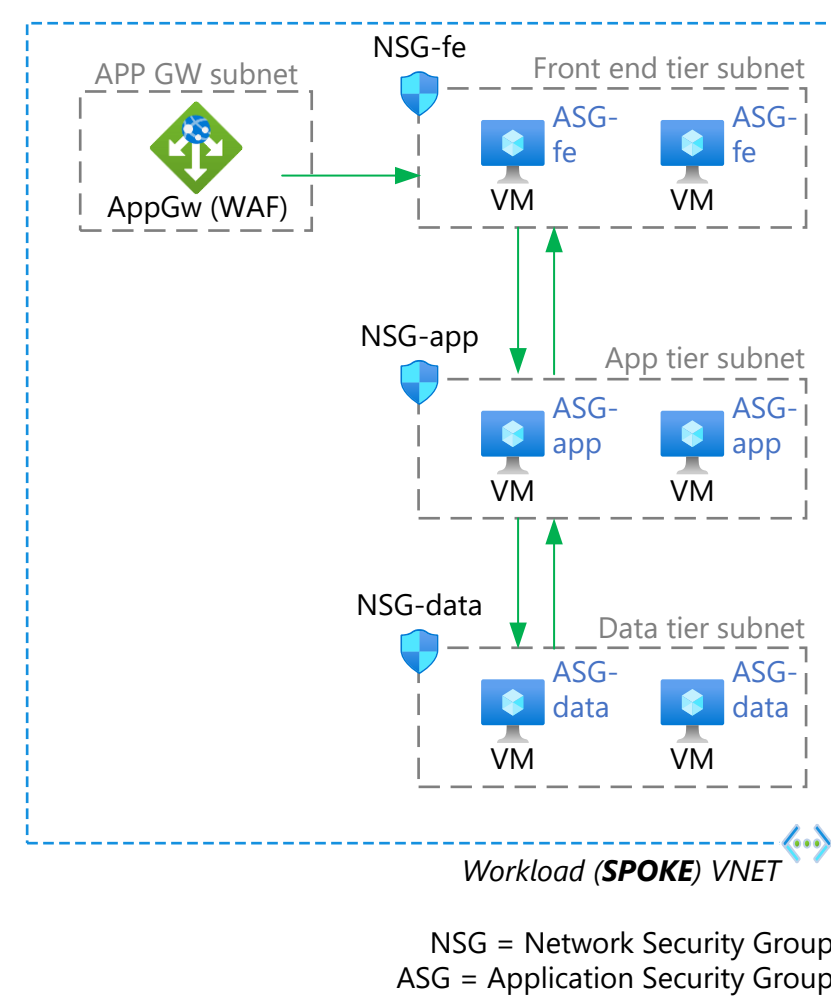 NSG-fe
APP GW subnet
Front end tier subnet
ASG-
fe
ASG-
fe
AppGw (WAF)
VM
VM
NSG-app
App tier subnet
ASG-
app
ASG-
app
VM
VM
NSG-data
Data tier subnet
ASG-
data
ASG-
data
VM
VM
Workload (SPOKE) VNET
NSG = Network Security Group
ASG = Application Security Group